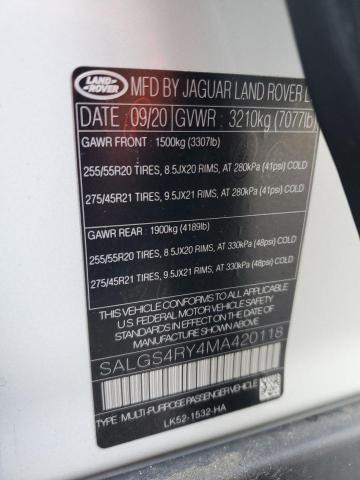 LAND ROVER
MFD BY JAGUAR LAND ROVER L
DATE 09/20 GVWR 3210kg (7077lb)
GAWR FRONT : 1500kg (3307lb)
255/55R20 TIRES, 8.5JX20 RIMS, AT 280kPa (41psi) COLD
275/45R21 TIRES, 9.5JX21 RIMS, AT 280kPa (41psi) COLD
GAWR REAR : 1900kg (4189lb)
255/55R20 TIRES, 8.5JX20 RIMS, AT 330kPa (48psi) COLD
275/45R21 TIRES, 9.5JX21 RIMS, AT 330kPa (48psi) COLD
THIS VEHICLE CONFORMS TO ALL APPLICABLE
U.S. FEDERAL MOTOR VEHICLE SAFETY
STANDARDS IN EFFECT ON THE DATE OF
MANUFACTURE SHOWN ABOVE.
SALGS4RY4MA420118
TYPE: MULTI-PURPOSE PASSENGER VEHICLE
LK52-1532-HA